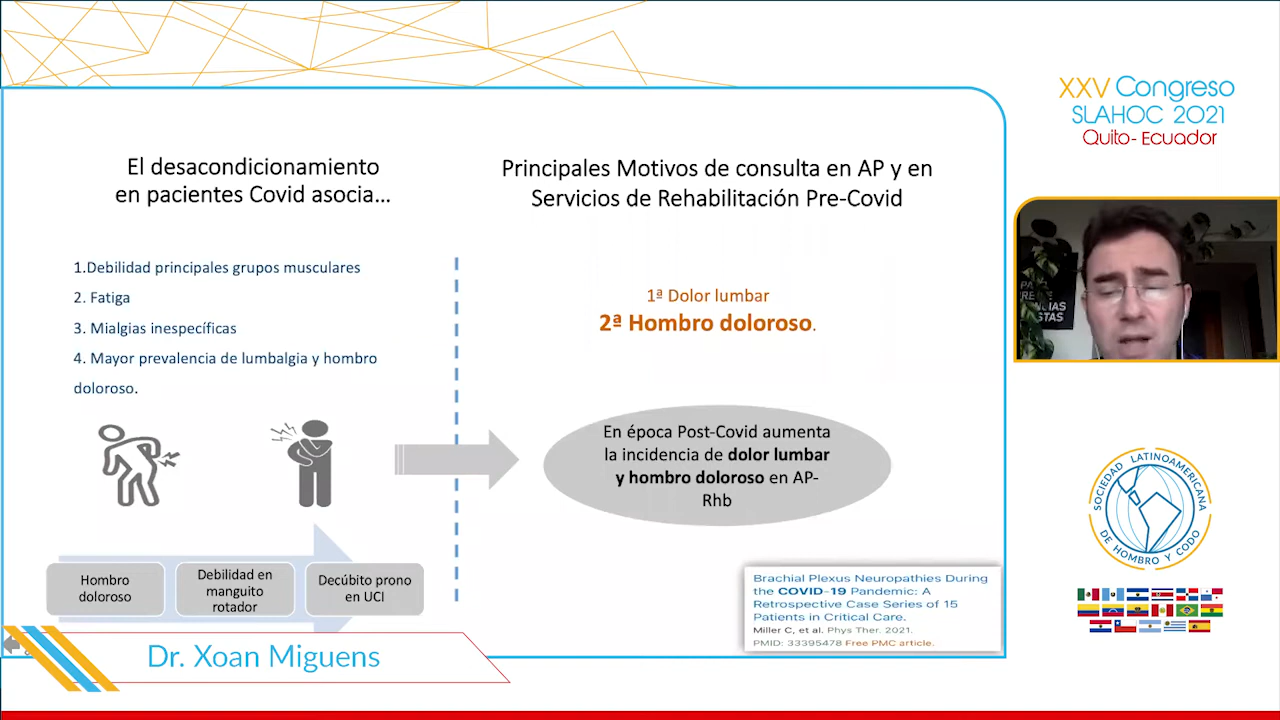 XXV Congreso
SLAHOC 2021
Quito- Ecuador
El desacondicionamiento
en pacientes Covid asocia...
1.Debilidad principales grupos musculares
2. Fatiga
3. Mialgias inespecíficas
4. Mayor prevalencia de lumbalgia y hombro
doloroso.
Hombro
doloroso
Debilidad en
manguito
rotador
Decúbito prono
en UCI
Principales Motivos de consulta en AP y en
Servicios de Rehabilitación Pre-Covid
1ª Dolor lumbar
2ª Hombro doloroso.
En época Post-Covid aumenta
la incidencia de dolor lumbar
y hombro doloroso en AP-
Rhb
Brachial Plexus Neuropathies During
the COVID-19 Pandemic: A
Retrospective Case Series of 15
Patients in Critical Care.
Miller C, et al. Phys Ther. 2021.
PMID: 33395478 Free PMC article.
Dr. Xoan Miguens
SOCIEDAD LATINOAMERICANA
DE HOMBRO Y CODO